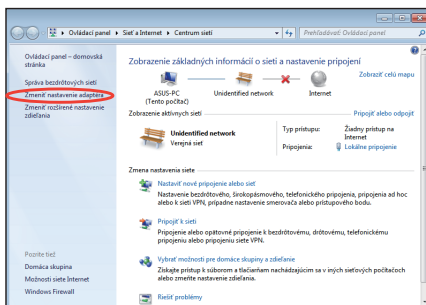 Ovládací panel
Sieť a Internet
Centrum sietí
Prehľadávať: Ovládací panel
Ovládací panel – domovská
stránka
Správa bezdrôtových sietí
Zmeniť nastavenie adaptéra
Zmeniť rozšírené nastavenie
zdieľania
Zobrazenie základných informácií o sieti a nastavenie pripojení
Zobraziť celú mapu
ASUS-PC
(Tento počítač)
Unidentified network
Internet
Zobrazenie aktívnych sietí
Pripojiť alebo odpojiť
Unidentified network
Verejná sieť
Typ prístupu:
Žiadny prístup na
Internet
Pripojenia:
Lokálne pripojenie
Zmena nastavenia siete
Nastaviť nové pripojenie alebo sieť
Nastavenie bezdrôtového, širokopásmového, telefonického pripojenia, pripojenia ad hoc
alebo k sieti VPN, prípadne nastavenie smerovača alebo prístupového bodu.
Pripojiť k sieti
Pripojenie alebo opätovné pripojenie k bezdrôtovému, drôtovému, telefonickému
pripojeniu alebo pripojeniu siete VPN.
Vybrať možnosti pre domáce skupiny a zdieľanie
Získajte prístup k súborom a tlačiarňam nachádzajúcim sa v iných sieťových počítačoch
alebo zmeňte nastavenie zdieľania.
Riešiť problémy
Pozrite tiež
Domáca skupina
Možnosti siete Internet
Windows Firewall